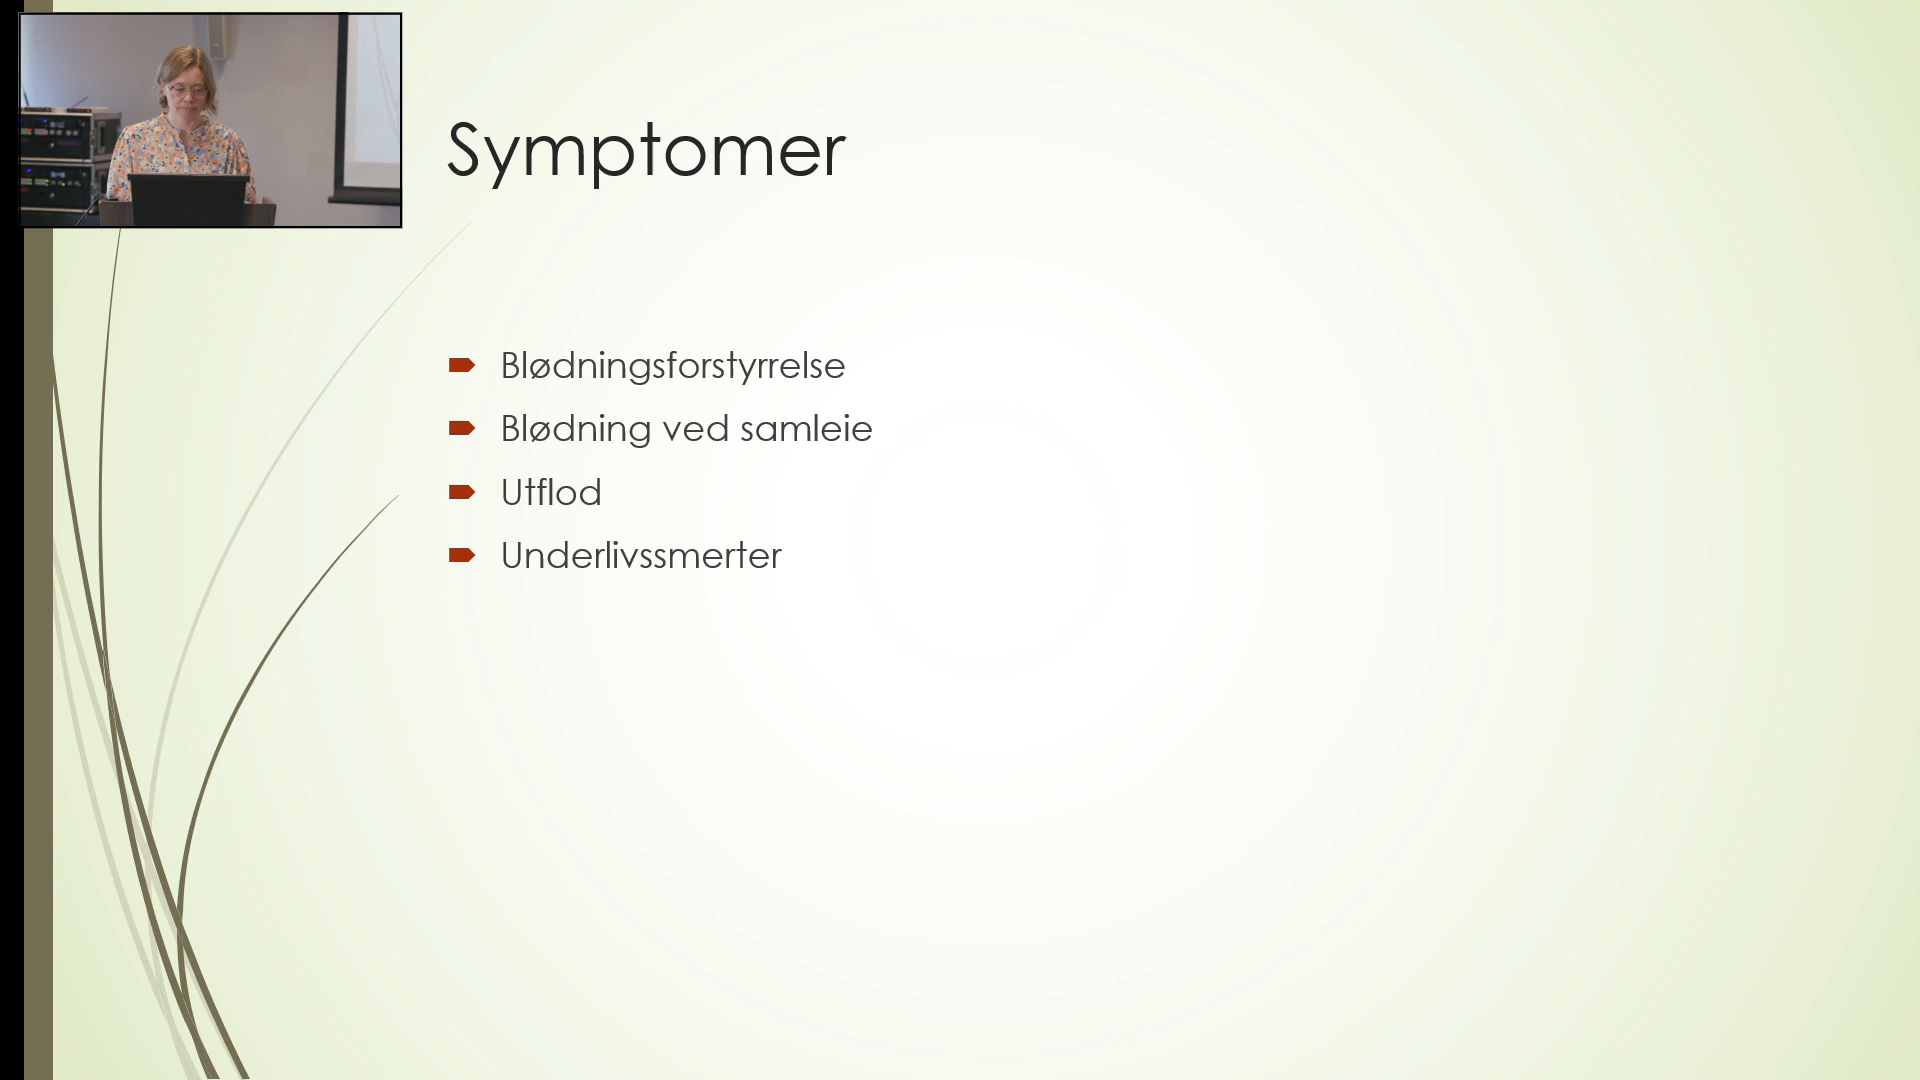 Symptomer
Blødningsforstyrrelse
Blødning ved samleie
Utflod
Underlivssmerter